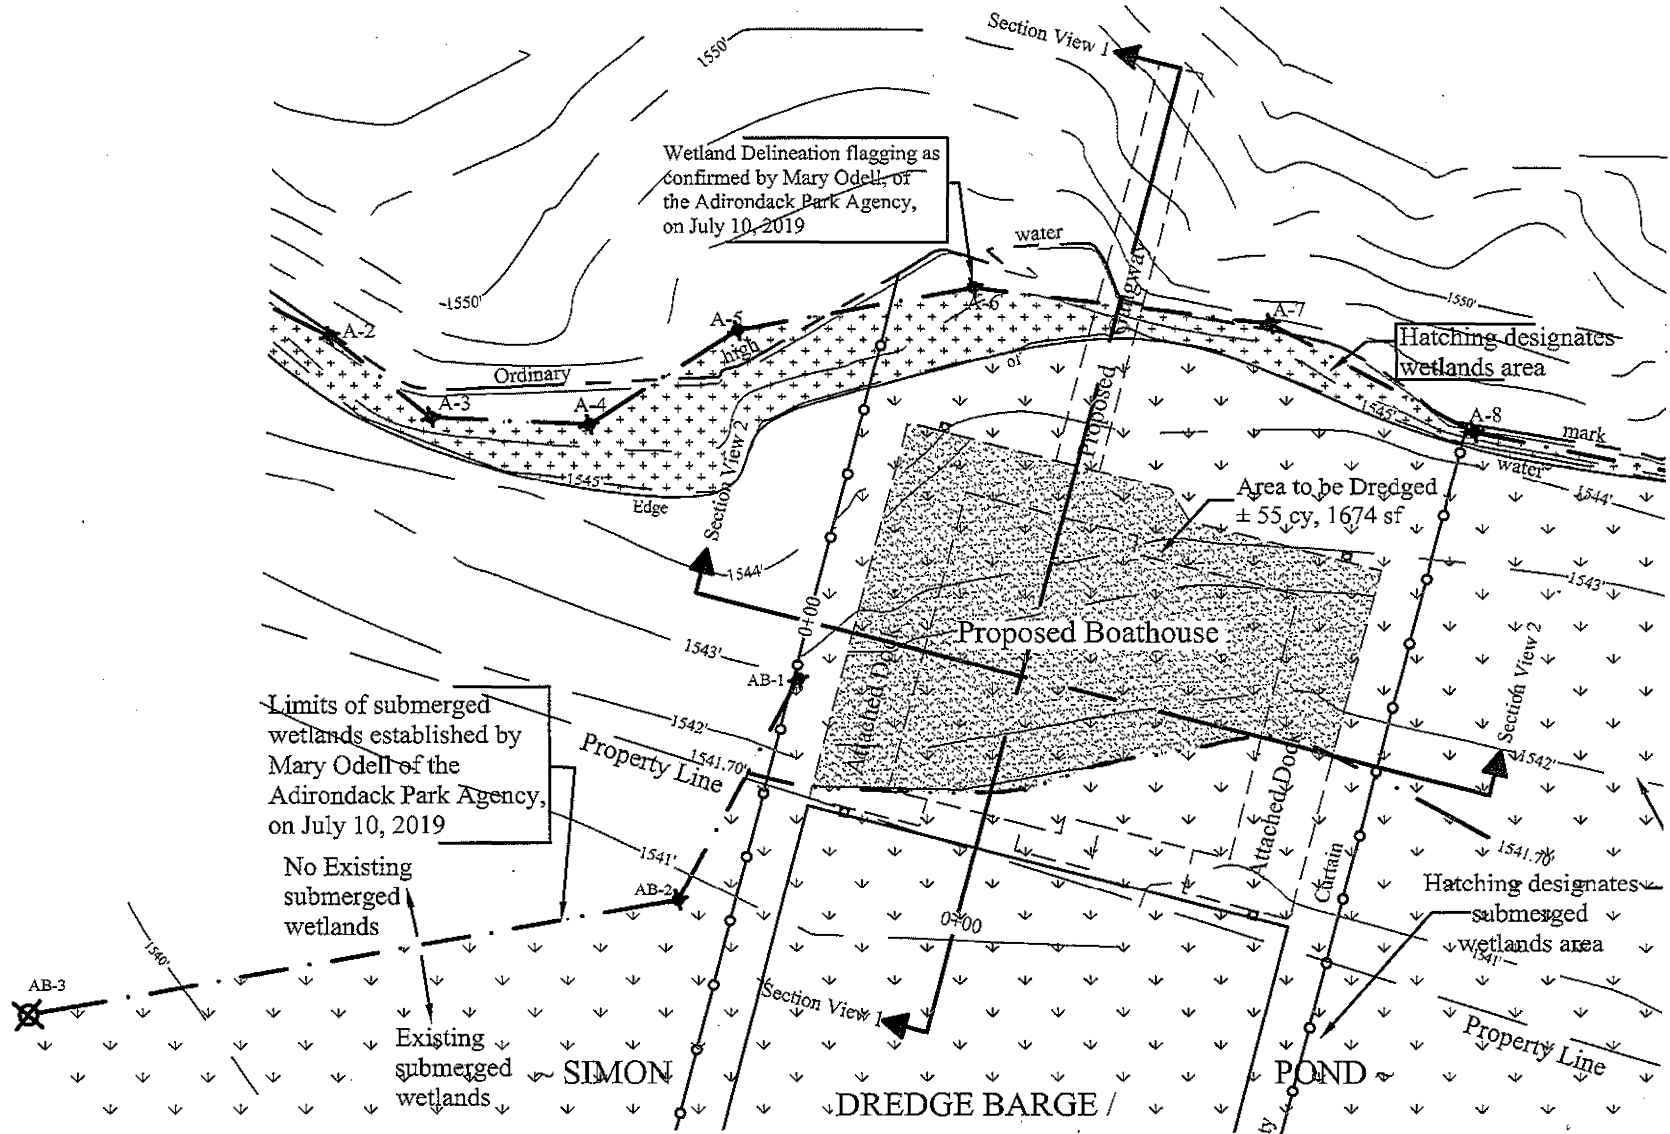 Section View 1
1550'
Wetland Delineation flagging as
confirmed by Mary Odell, of
the Adirondack Park Agency,
on July 10, 2019
water
1550'
1550'
A-2
A-5
A-6
A-7
high
Gangway
Hatching designates
wetlands area
Ordinary
of
A-3
A-4
1545'
A-8
mark
water
Proposed
Section View 2
1545'
Edge
Area to be Dredged
± 55 cy, 1674 sf
1544'
1544'
1543'
0+00
Proposed Boathouse
1543'
AB-1
Attached Dock
Section View 2
Limits of submerged
wetlands established by
Mary Odell of the
Adirondack Park Agency,
on July 10, 2019
1542'
Property Line
1541.70'
1542'
Attached Dock
1541'
1541.70'
No Existing
submerged
wetlands
AB-2
Curtain
Hatching designates
submerged
wetlands area
0+00
1540'
1541'
AB-3
Section View 1
Existing
submerged
wetlands
Property Line
~ SIMON
POND ~
DREDGE BARGE /
ty